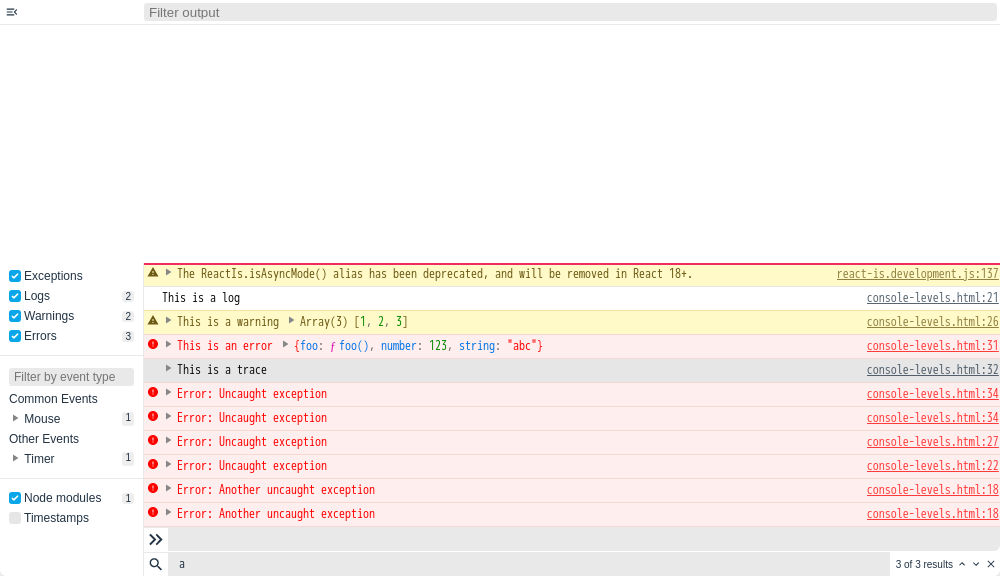 Filter output
Exceptions
Logs 2
Warnings 2
Errors 3
Filter by event type
Common Events
Mouse 1
Other Events
Timer 1
Node modules 1
Timestamps
The ReactIs.isAsyncMode() alias has been deprecated, and will be removed in React 18+. react-is.development.js:137
This is a log console-levels.html:21
This is a warning Array(3) [1, 2, 3] console-levels.html:26
This is an error {foo: ƒ foo(), number: 123, string: "abc"} console-levels.html:31
This is a trace console-levels.html:32
Error: Uncaught exception console-levels.html:34
Error: Uncaught exception console-levels.html:34
Error: Uncaught exception console-levels.html:27
Error: Uncaught exception console-levels.html:22
Error: Another uncaught exception console-levels.html:18
Error: Another uncaught exception console-levels.html:18
a 3 of 3 results